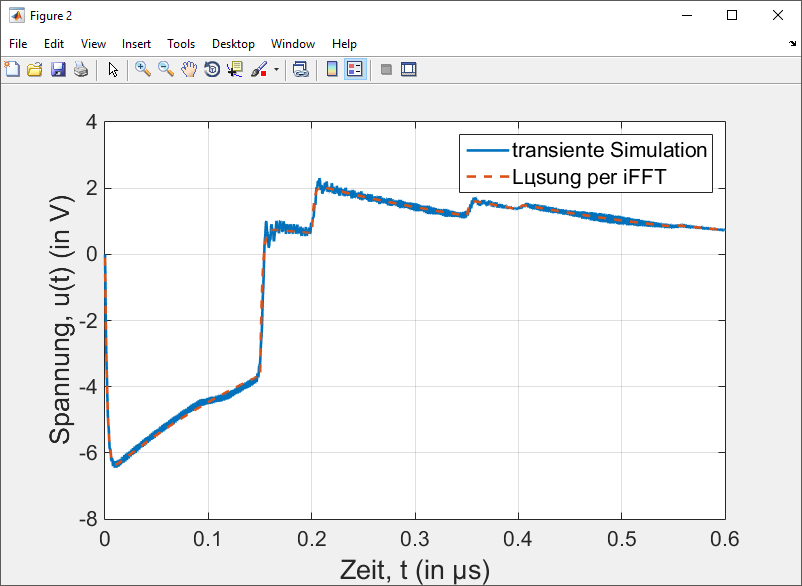 Figure 2
File Edit View Insert Tools Desktop Window Help
4
2
0
-2
-4
-6
-8
0 0.1 0.2 0.3 0.4 0.5 0.6
Spannung, u(t) (in V)
Zeit, t (in µs)
transiente Simulation
Lцsung per iFFT